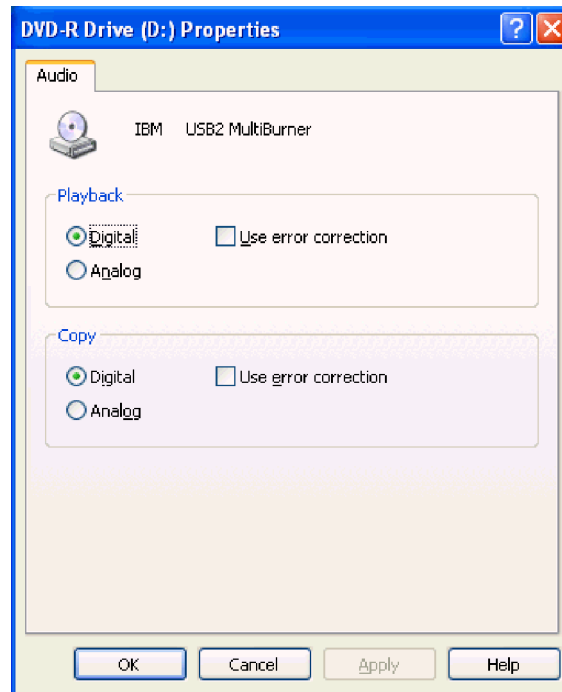 DVD-R Drive (D:) Properties
Audio
IBM USB2 MultiBurner
Playback
Digital Use error correction
Analog
Copy
Digital Use error correction
Analog
OK Cancel Apply Help